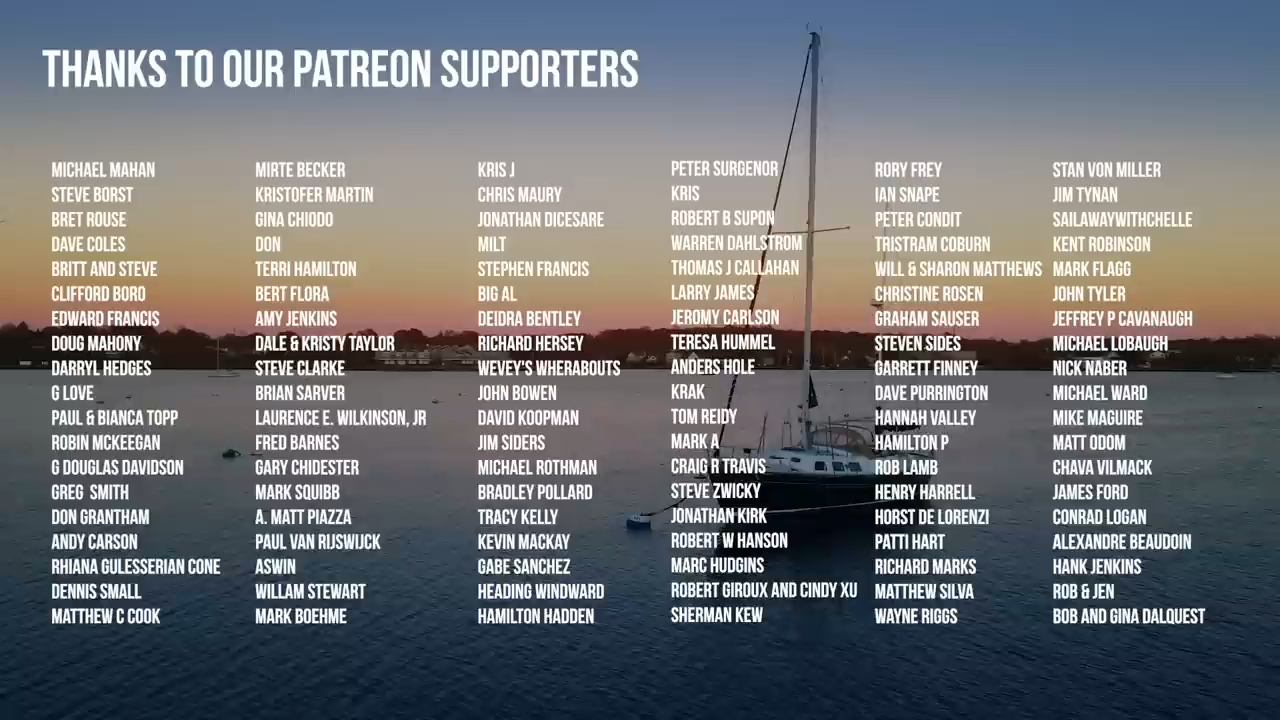 THANKS TO OUR PATREON SUPPORTERS
MICHAEL MAHAN
STEVE BORST
BRET ROUSE
DAVE COLES
BRITT AND STEVE
CLIFFORD BORO
EDWARD FRANCIS
DOUG MAHONY
DARRYL HEDGES
G LOVE
PAUL & BIANCA TOPP
ROBIN MCKEEGAN
G DOUGLAS DAVIDSON
GREG SMITH
DON GRANTHAM
ANDY CARSON
RHIANA GULESSERIAN CONE
DENNIS SMALL
MATTHEW C COOK
MIRTE BECKER
KRISTOFER MARTIN
GINA CHIODO
DON
TERRI HAMILTON
BERT FLORA
AMY JENKINS
DALE & KRISTY TAYLOR
STEVE CLARKE
BRIAN SARVER
LAURENCE E. WILKINSON, JR
FRED BARNES
GARY CHIDESTER
MARK SQUIBB
A. MATT PIAZZA
PAUL VAN RIJSWIJCK
ASWIN
WILLAM STEWART
MARK BOEHME
KRIS J
CHRIS MAURY
JONATHAN DICESARE
MILT
STEPHEN FRANCIS
BIG AL
DEIDRA BENTLEY
RICHARD HERSEY
WEVEY'S WHERABOUTS
JOHN BOWEN
DAVID KOOPMAN
JIM SIDERS
MICHAEL ROTHMAN
BRADLEY POLLARD
TRACY KELLY
KEVIN MACKAY
GABE SANCHEZ
HEADING WINDWARD
HAMILTON HADDEN
PETER SURGENOR
KRIS
ROBERT B SUPON
WARREN DAHLSTROM
THOMAS J CALLAHAN
LARRY JAMES
JEROMY CARLSON
TERESA HUMMEL
ANDERS HOLE
KRAK
TOM REIDY
MARK A
CRAIG R TRAVIS
STEVE ZWICKY
JONATHAN KIRK
ROBERT W HANSON
MARC HUDGINS
ROBERT GIROUX AND CINDY XU
SHERMAN KEW
RORY FREY
IAN SNAPE
PETER CONDIT
TRISTRAM COBURN
WILL & SHARON MATTHEWS
CHRISTINE ROSEN
GRAHAM SAUSER
STEVEN SIDES
GARRETT FINNEY
DAVE PURRINGTON
HANNAH VALLEY
HAMILTON P
ROB LAMB
HENRY HARRELL
HORST DE LORENZI
PATTI HART
RICHARD MARKS
MATTHEW SILVA
WAYNE RIGGS
STAN VON MILLER
JIM TYNAN
SAILAWAYWITHCHELLE
KENT ROBINSON
MARK FLAGG
JOHN TYLER
JEFFREY P CAVANAUGH
MICHAEL LOBAUGH
NICK NABER
MICHAEL WARD
MIKE MAGUIRE
MATT ODOM
CHAVA VILMACK
JAMES FORD
CONRAD LOGAN
ALEXANDRE BEAUDOIN
HANK JENKINS
ROB & JEN
BOB AND GINA DALQUEST